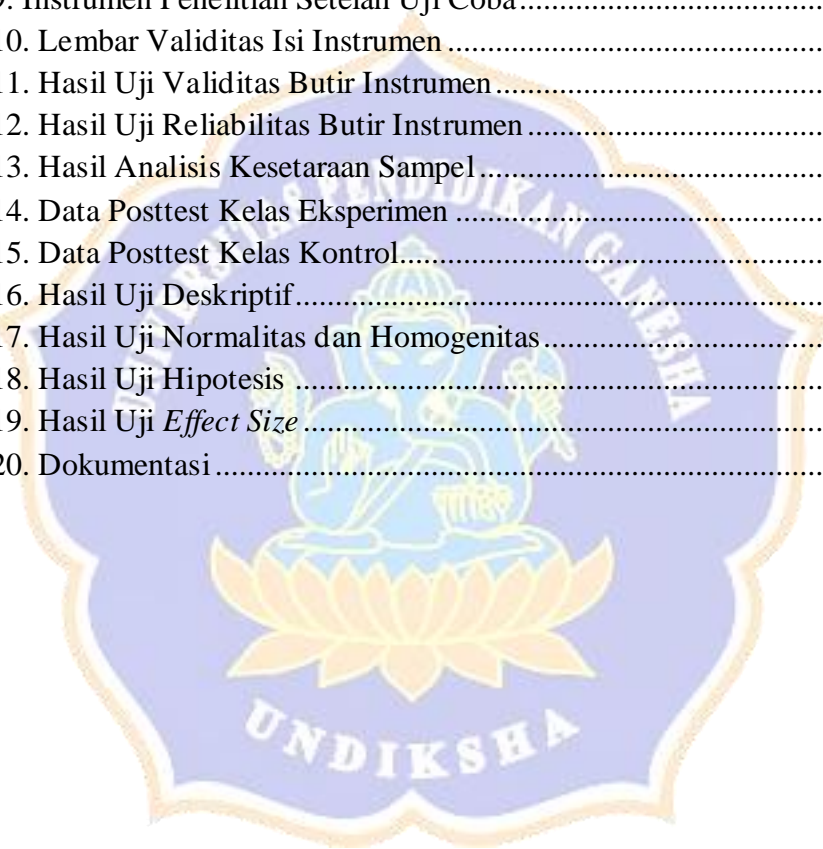 9. Instrumen Penelitian Setelah Uji Coba
10. Lembar Validitas Isi Instrumen
11. Hasil Uji Validitas Butir Instrumen
12. Hasil Uji Reliabilitas Butir Instrumen
13. Hasil Analisis Kesetaraan Sampel
14. Data Posttest Kelas Eksperimen
15. Data Posttest Kelas Kontrol
16. Hasil Uji Deskriptif
17. Hasil Uji Normalitas dan Homogenitas
18. Hasil Uji Hipotesis
19. Hasil Uji Effect Size
20. Dokumentasi
UNIVERSITAS PENDIDIKAN GANESHA
UNDIKSHA